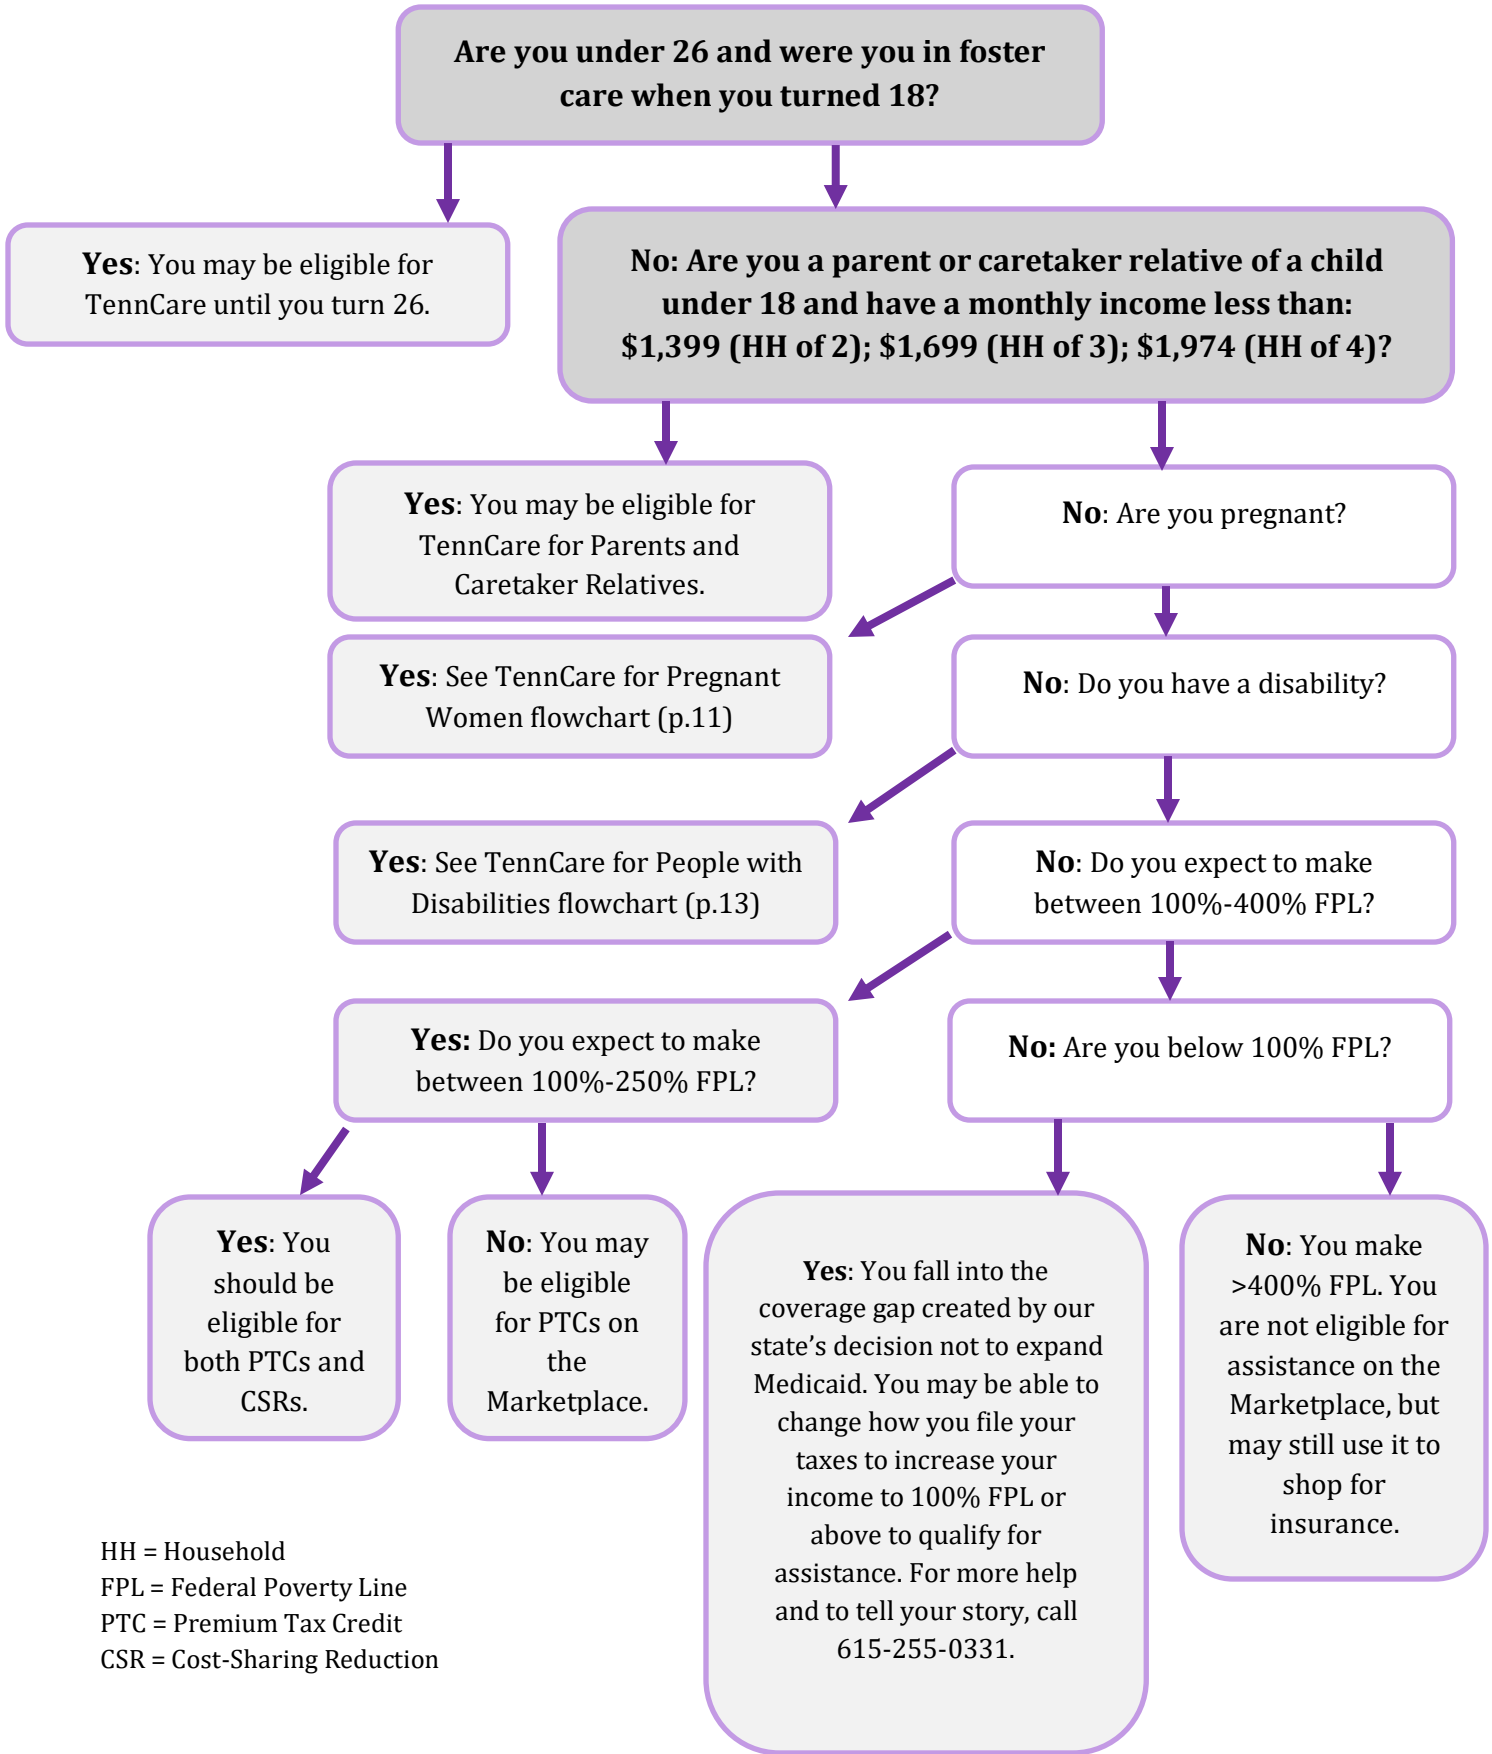 Are you under 26 and were you in foster
care when you turned 18?
Yes: You may be eligible for
TennCare until you turn 26.
No: Are you a parent or caretaker relative of a child
under 18 and have a monthly income less than:
$1,399 (HH of 2); $1,699 (HH of 3); $1,974 (HH of 4)?
Yes: You may be eligible for
TennCare for Parents and
Caretaker Relatives.
No: Are you pregnant?
Yes: See TennCare for Pregnant
Women flowchart (p.11)
No: Do you have a disability?
Yes: See TennCare for People with
Disabilities flowchart (p.13)
No: Do you expect to make
between 100%-400% FPL?
Yes: Do you expect to make
between 100%-250% FPL?
No: Are you below 100% FPL?
Yes: You
should be
eligible for
both PTCs and
CSRs.
No: You may
be eligible
for PTCs on
the
Marketplace.
Yes: You fall into the
coverage gap created by our
state’s decision not to expand
Medicaid. You may be able to
change how you file your
taxes to increase your
income to 100% FPL or
above to qualify for
assistance. For more help
and to tell your story, call
615-255-0331.
No: You make
>400% FPL. You
are not eligible for
assistance on the
Marketplace, but
may still use it to
shop for
insurance.
HH = Household
FPL = Federal Poverty Line
PTC = Premium Tax Credit
CSR = Cost-Sharing Reduction